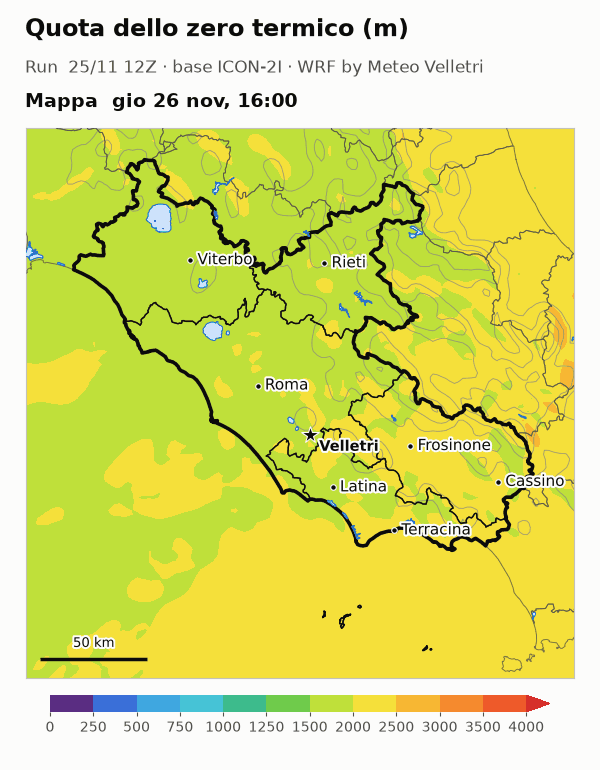 Quota dello zero termico (m)
Run  25/11 12Z · base ICON-2I · WRF by Meteo Velletri
Mappa  gio 26 nov, 16:00
Viterbo
Rieti
Roma
Velletri
Frosinone
Cassino
Latina
Terracina
50 km
0 250 500 750 1000 1250 1500 2000 2500 3000 3500 4000